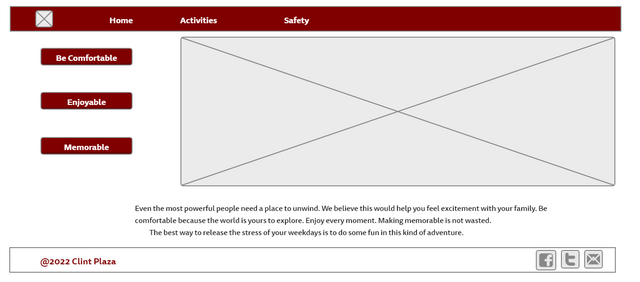 Home Activities Safety
Be Comfortable
Enjoyable
Memorable
Even the most powerful people need a place to unwind. We believe this would help you feel excitement with your family. Be
comfortable because the world is yours to explore. Enjoy every moment. Making memorable is not wasted.
The best way to release the stress of your weekdays is to do some fun in this kind of adventure.
@2022 Clint Plaza